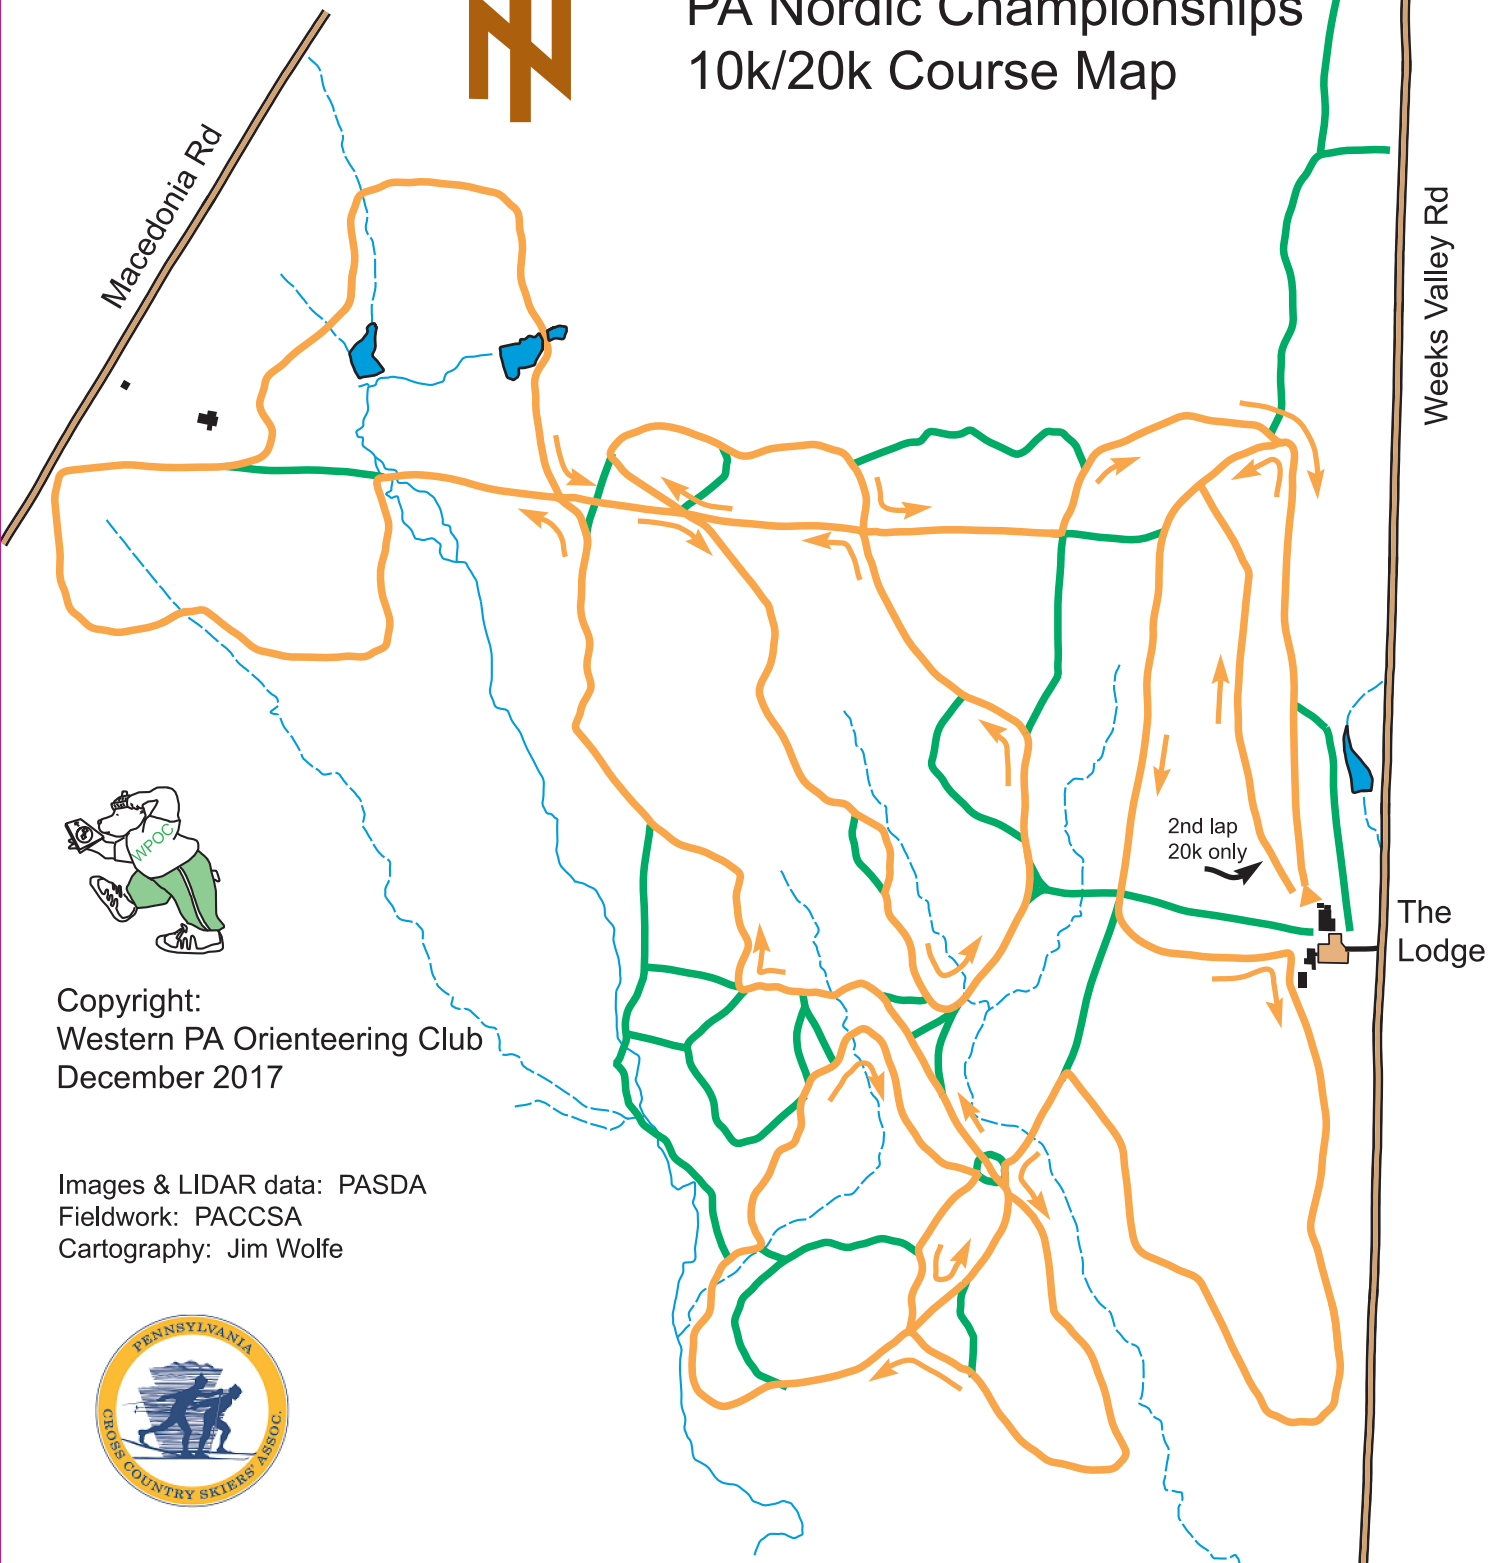 PA Nordic Championships
10k/20k Course Map
Macedonia Rd
Weeks Valley Rd
WPOC
2nd lap
20k only
The
Lodge
Copyright:
Western PA Orienteering Club
December 2017
Images & LIDAR data:  PASDA
Fieldwork:  PACCSA
Cartography:  Jim Wolfe
PENNSYLVANIA
CROSS COUNTRY SKIERS' ASSOC.